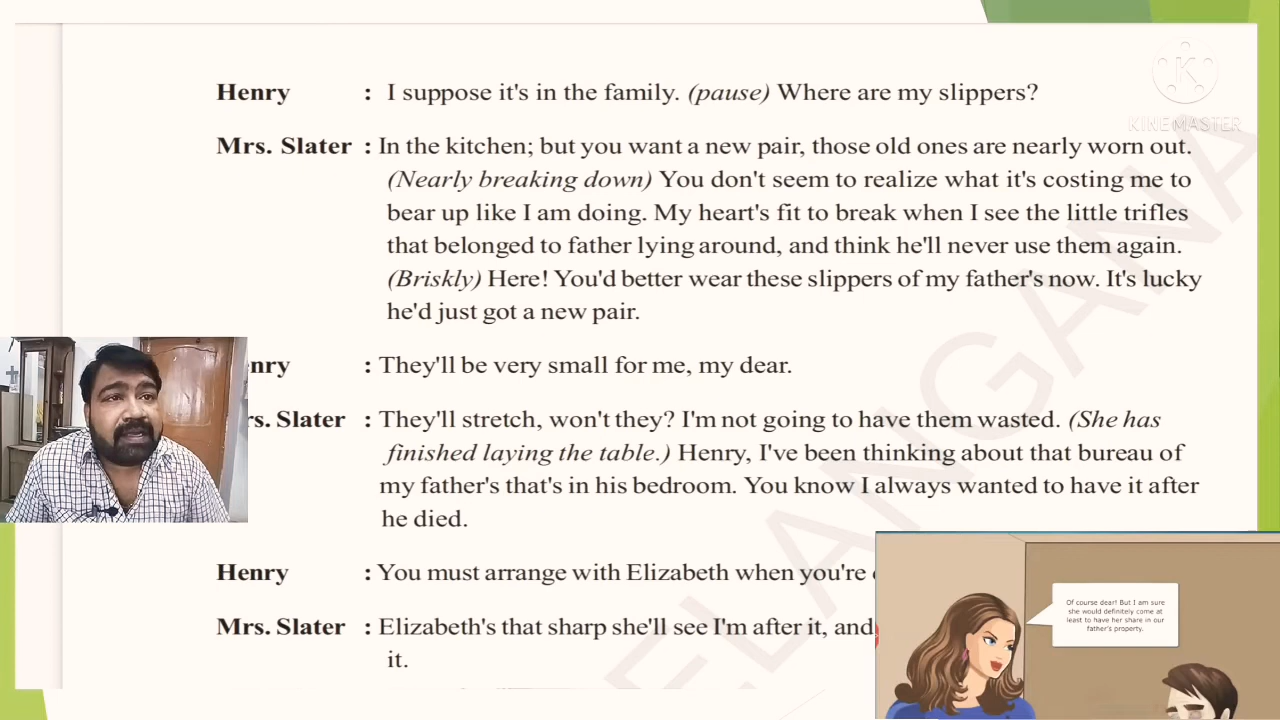 Henry : I suppose it's in the family. (pause) Where are my slippers?
KINEMASTER
Mrs. Slater : In the kitchen; but you want a new pair, those old ones are nearly worn out.
(Nearly breaking down) You don't seem to realize what it's costing me to
bear up like I am doing. My heart's fit to break when I see the little trifles
that belonged to father lying around, and think he'll never use them again.
(Briskly) Here! You'd better wear these slippers of my father's now. It's lucky
he'd just got a new pair.
nry : They'll be very small for me, my dear.
rs. Slater : They'll stretch, won't they? I'm not going to have them wasted. (She has
finished laying the table.) Henry, I've been thinking about that bureau of
my father's that's in his bedroom. You know I always wanted to have it after
he died.
Henry : You must arrange with Elizabeth when you're
Mrs. Slater : Elizabeth's that sharp she'll see I'm after it, and
it.
Of course dear! But I am sure
she would definitely come at
least to have her share in our
father's property.
ELANGANA